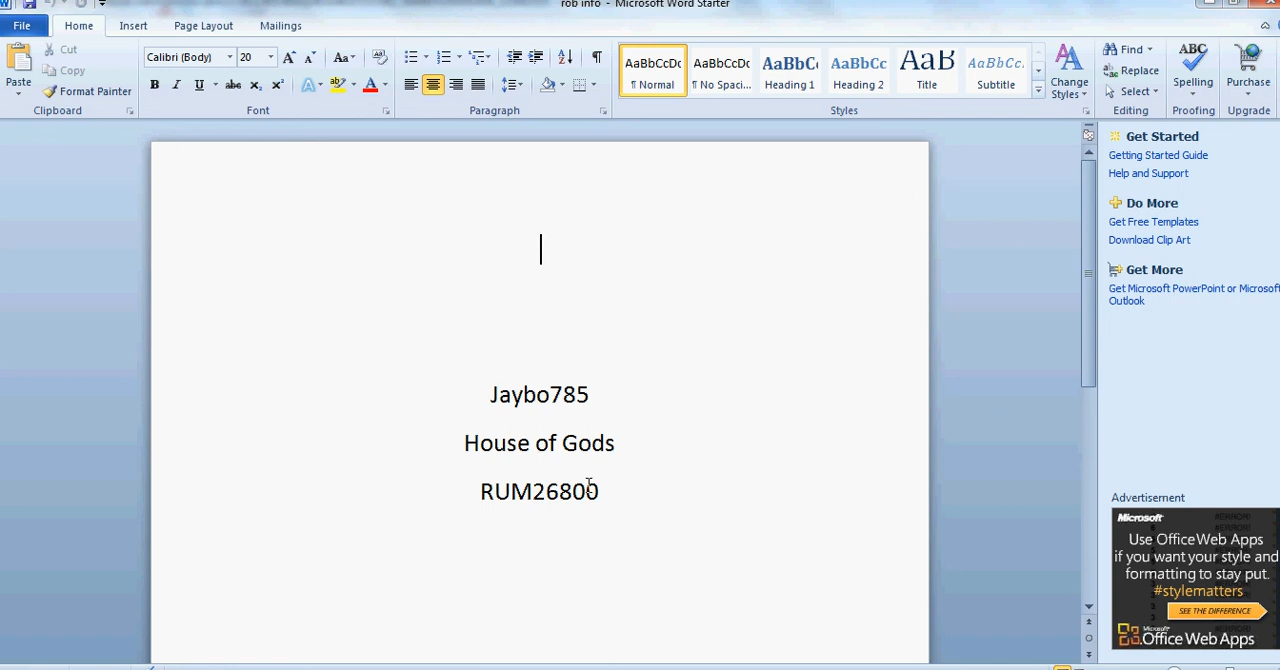 rob info - Microsoft Word Starter
File Home Insert Page Layout Mailings
Paste
Cut
Copy
Format Painter
Clipboard
Calibri (Body) 20
Font
Paragraph
AaBbCcDc AaBbCcDc AaBbC AaBbCc AaB AaBbCc.
¶ Normal ¶ No Spaci... Heading 1 Heading 2 Title Subtitle
Styles
Change Styles
Find
Replace
Select
Editing
ABC
Spelling
Proofing
Purchase
Upgrade
Jaybo785
House of Gods
RUM26800
Get Started
Getting Started Guide
Help and Support
Do More
Get Free Templates
Download Clip Art
Get More
Get Microsoft PowerPoint or Microsoft
Outlook
Advertisement
Microsoft
Use Office Web Apps
if you want your style and
formatting to stay put.
#stylematters
SEE THE DIFFERENCE
Microsoft
Office Web Apps